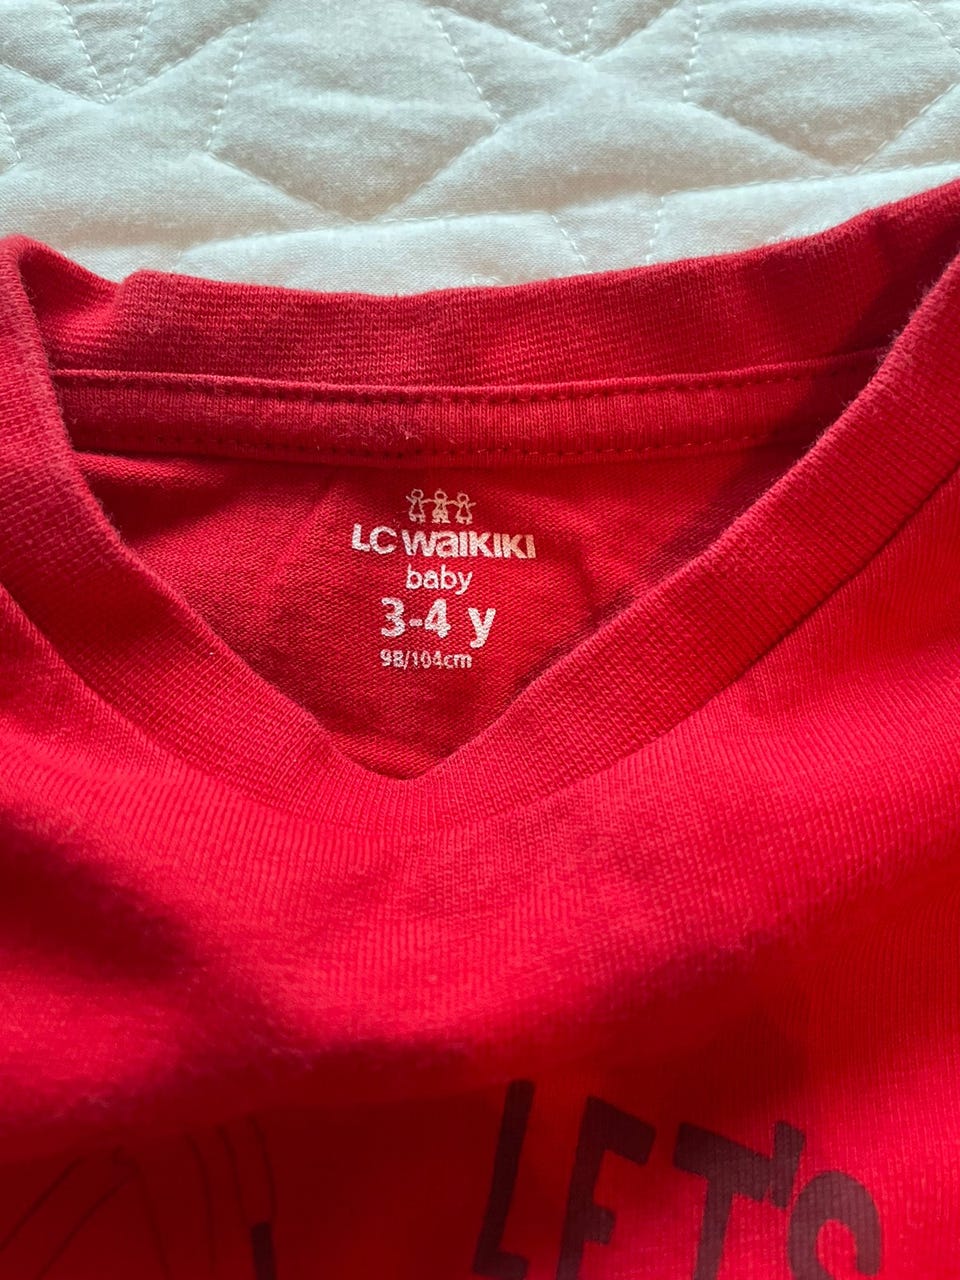 LC WAIKIKI
baby
3-4 y
98/104cm
LET'S